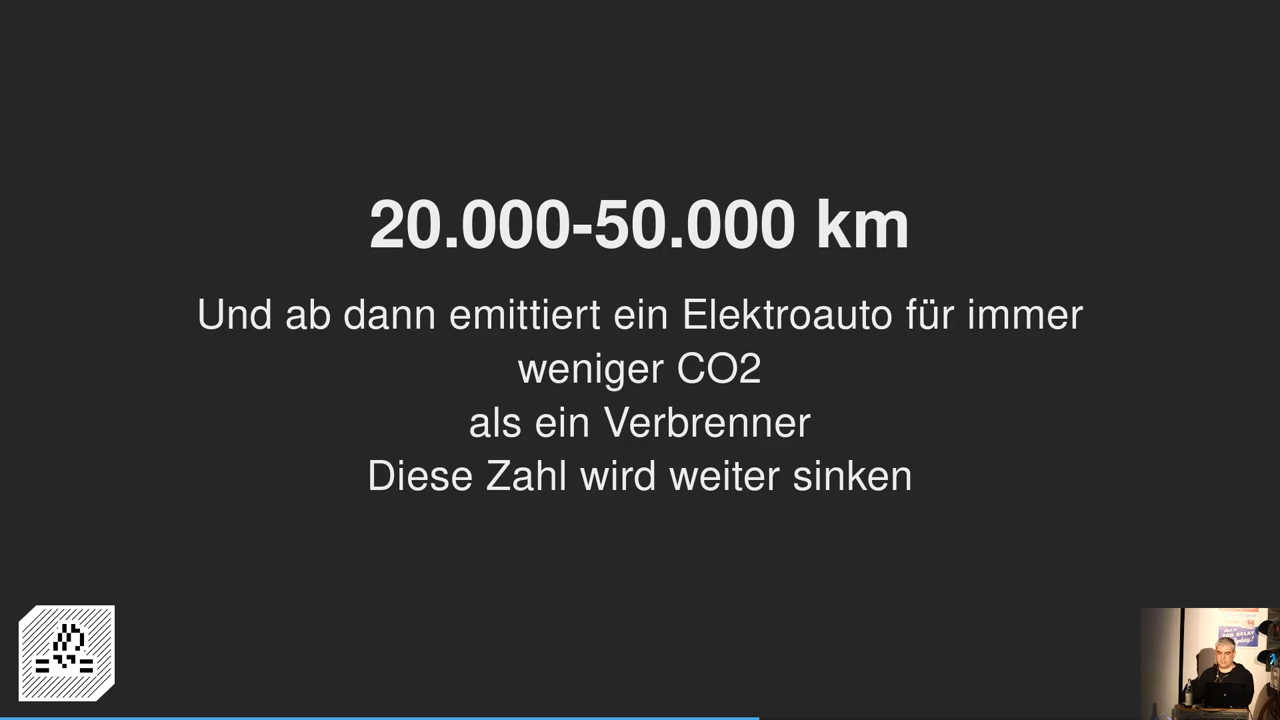 20.000-50.000 km
Und ab dann emittiert ein Elektroauto für immer
weniger CO2
als ein Verbrenner
Diese Zahl wird weiter sinken